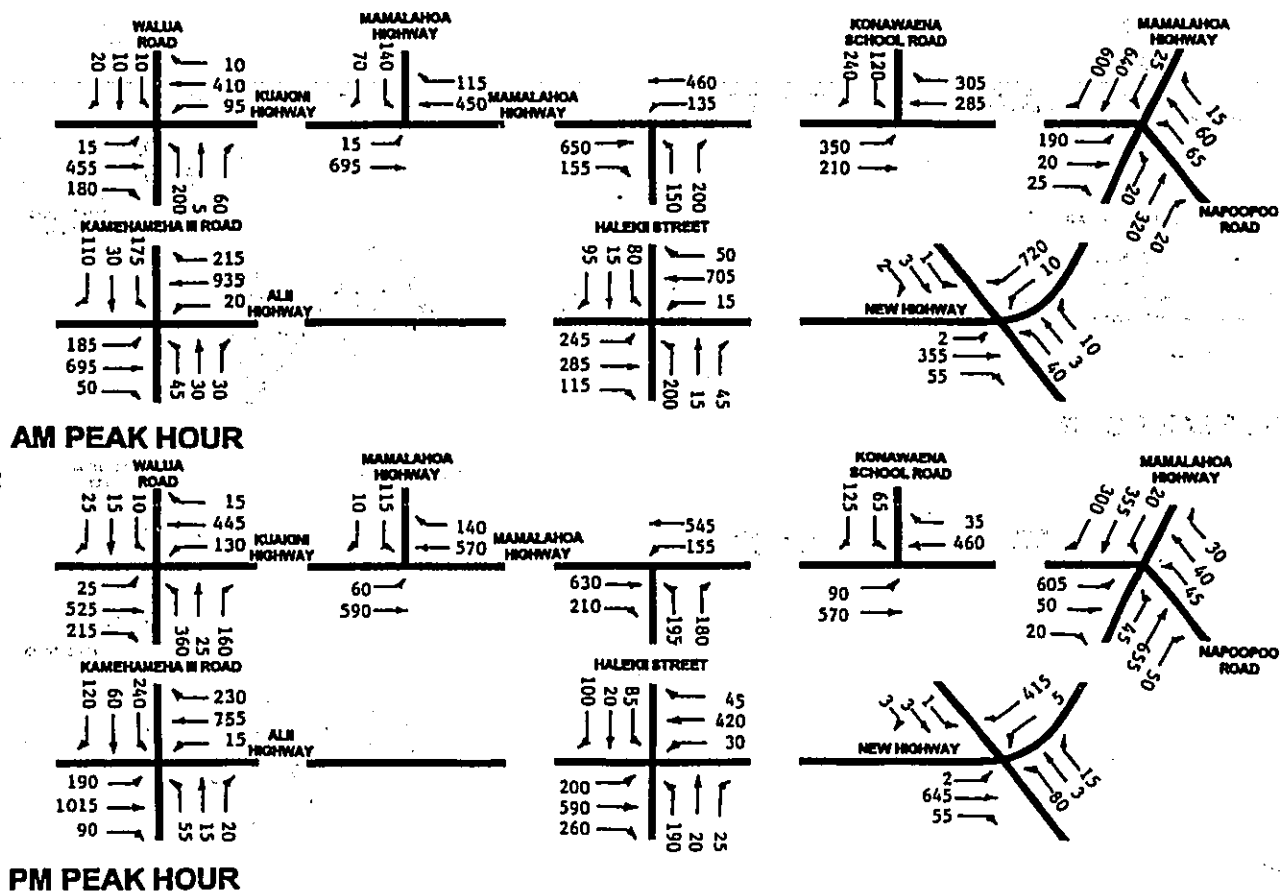 WALUA
ROAD
20 10 10
10
410
95
KUAKINI
HIGHWAY
15
455
180
200 5 60
MAMALAHOA
HIGHWAY
70 140
115
450
15
695
MAMALAHOA
HIGHWAY
460
135
650
155
150 200
KONAWAENA
SCHOOL ROAD
240 120
305
285
350
210
MAMALAHOA
HIGHWAY
600 640 25
15
60
65
190
20
25
20 320 20
NAPOOPOO
ROAD
KAMEHAMEHA III ROAD
110 30 175
215
935
20
ALII
HIGHWAY
185
695
50
45 30 30
HALEKII STREET
95 15 80
50
705
15
245
285
115
200 15 45
NEW HIGHWAY
2 3 1
720
10
2
355
55
40 3 10
AM PEAK HOUR
WALUA
ROAD
25 15 10
15
445
130
KUAKINI
HIGHWAY
25
525
215
360 25 160
MAMALAHOA
HIGHWAY
10 115
140
570
60
590
MAMALAHOA
HIGHWAY
545
155
630
210
195 180
KONAWAENA
SCHOOL ROAD
125 65
35
460
90
570
MAMALAHOA
HIGHWAY
300 355 20
30
40
45
605
50
20
45 655 50
NAPOOPOO
ROAD
KAMEHAMEHA III ROAD
120 60 240
230
755
15
ALII
HIGHWAY
190
1015
90
55 15 20
HALEKII STREET
100 20 85
45
420
30
200
590
260
190 20 25
NEW HIGHWAY
3 3 1
415
5
2
645
55
80 3 15
PM PEAK HOUR